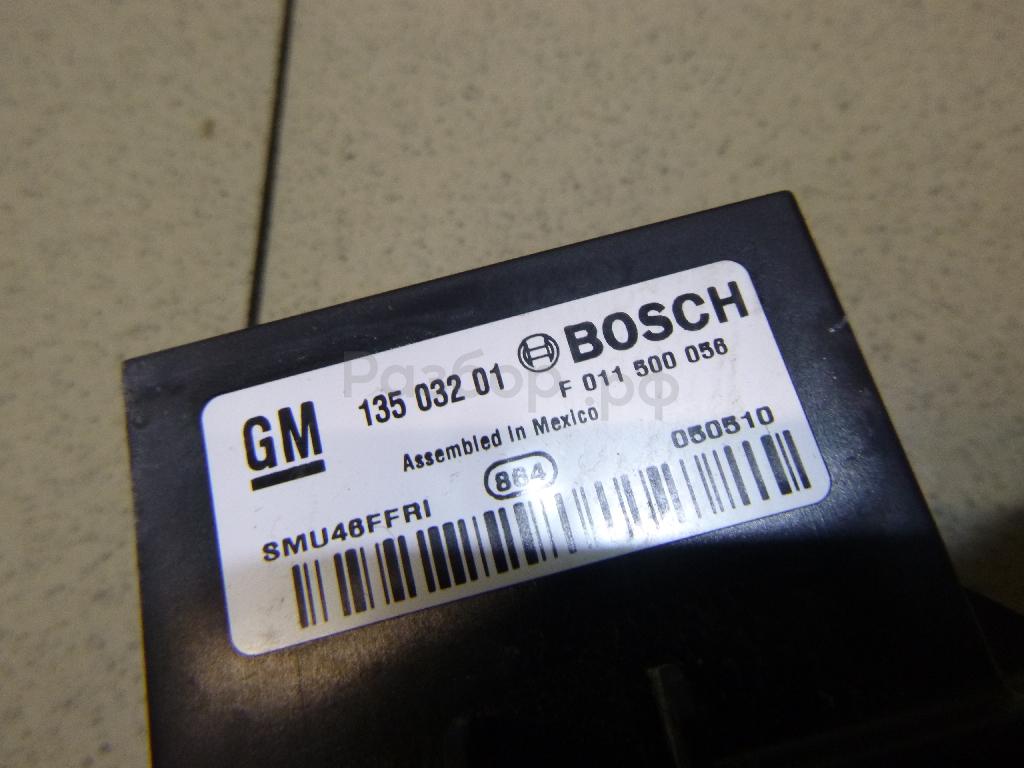 GM 135 032 01 BOSCH
F 011 500 056
Assembled in Mexico
864
SMU46FFRI 050510
Разбор.рф